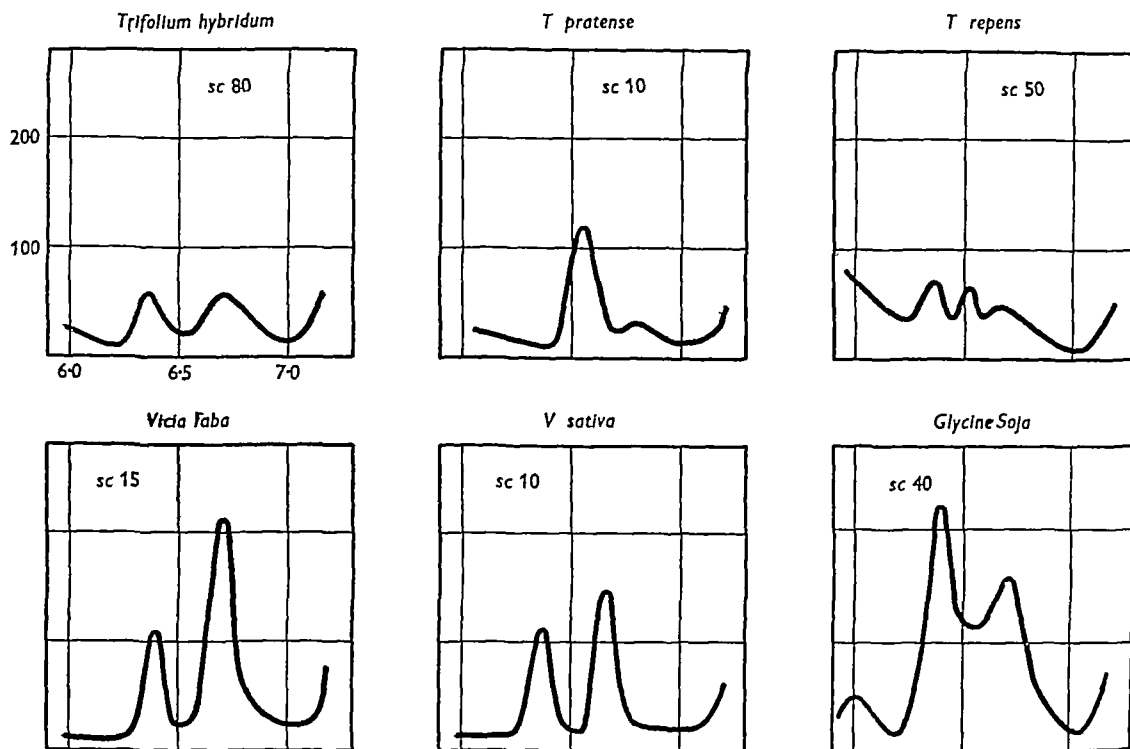 Trifolium hybridum
T pratense
T repens
sc 80
sc 10
sc 50
200
100
6·0
6·5
7·0
Vicia Faba
V sativa
Glycine Soja
sc 15
sc 10
sc 40